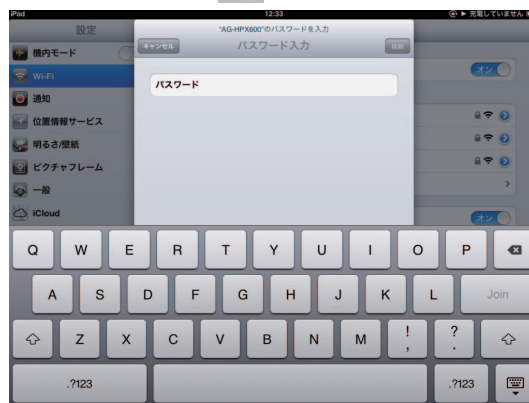 iPad 12:33 充電していません
設定
"AG-HPX600"のパスワードを入力
キャンセル パスワード入力 接続
機内モード
Wi-Fi オン
パスワード
通知
位置情報サービス
明るさ/壁紙
ピクチャフレーム
一般
iCloud オン
Q W E R T Y U I O P
A S D F G H J K L Join
Z X C V B N M ! , ? .
.?123 .?123